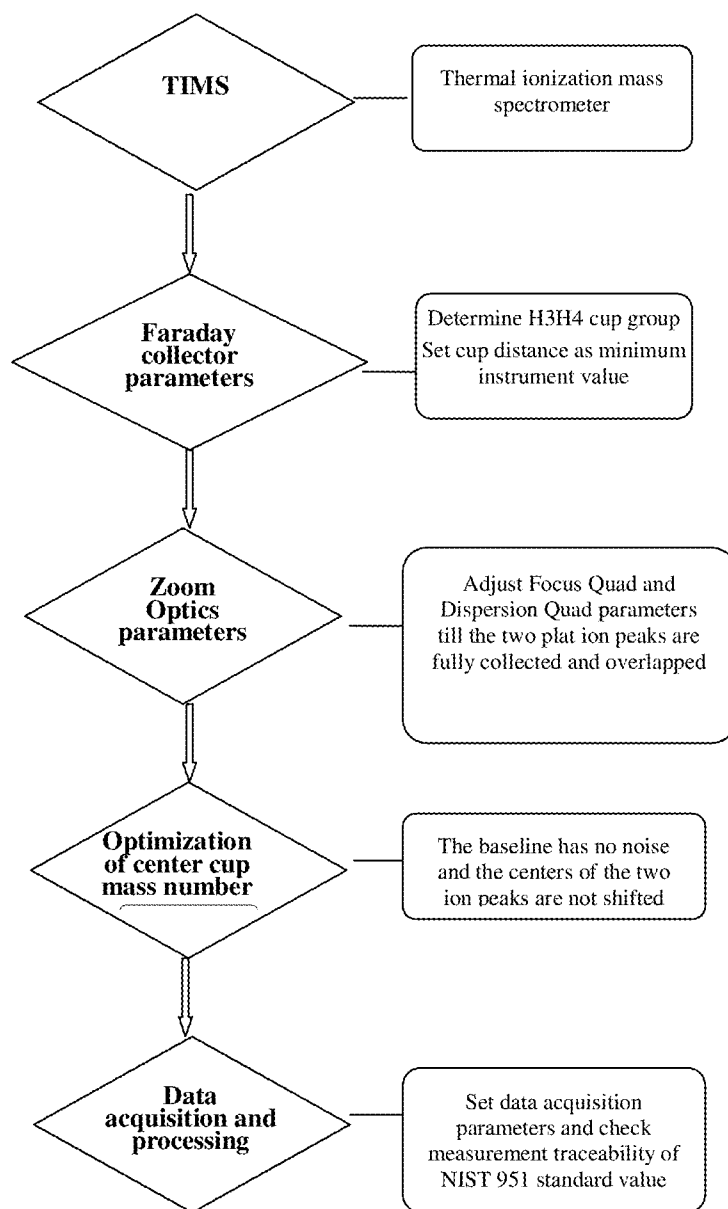 TIMS
Thermal ionization mass
spectrometer
Faraday
collector
parameters
Determine H3H4 cup group
Set cup distance as minimum
instrument value
Zoom
Optics
parameters
Adjust Focus Quad and
Dispersion Quad parameters
till the two plat ion peaks are
fully collected and overlapped
Optimization
of center cup
mass number
The baseline has no noise
and the centers of the two
ion peaks are not shifted
Data
acquisition and
processing
Set data acquisition
parameters and check
measurement traceability of
NIST 951 standard value